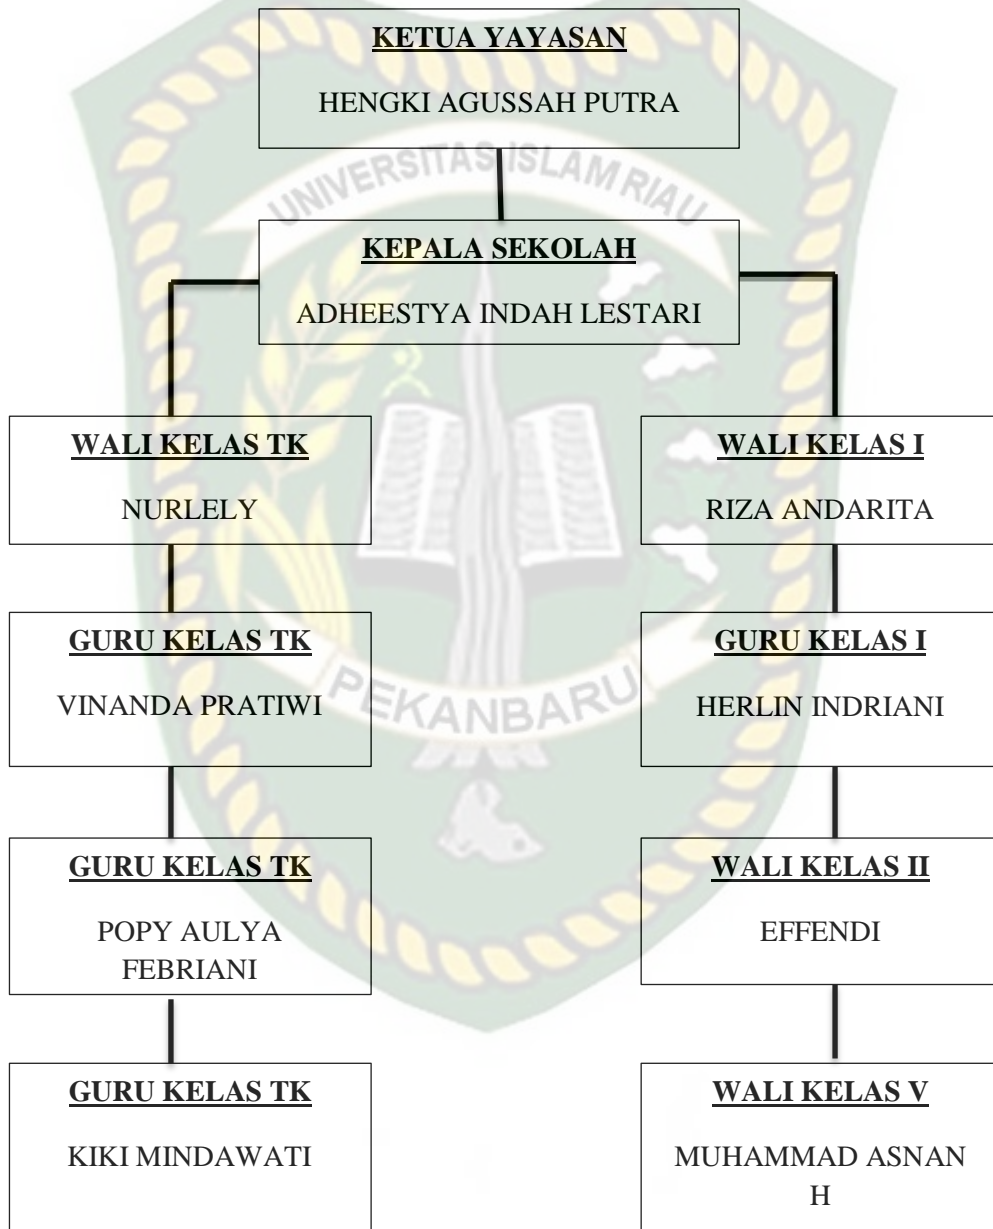 KETUA YAYASAN
HENGKI AGUSSAH PUTRA
UNIVERSITAS ISLAM RIAU
KEPALA SEKOLAH
ADHEESTYA INDAH LESTARI
WALI KELAS TK
NURLELY
WALI KELAS I
RIZA ANDARITA
GURU KELAS TK
VINANDA PRATIWI
GURU KELAS I
HERLIN INDRIANI
PEKANBARU
GURU KELAS TK
POPY AULYA
FEBRIANI
WALI KELAS II
EFFENDI
GURU KELAS TK
KIKI MINDAWATI
WALI KELAS V
MUHAMMAD ASNAN
H